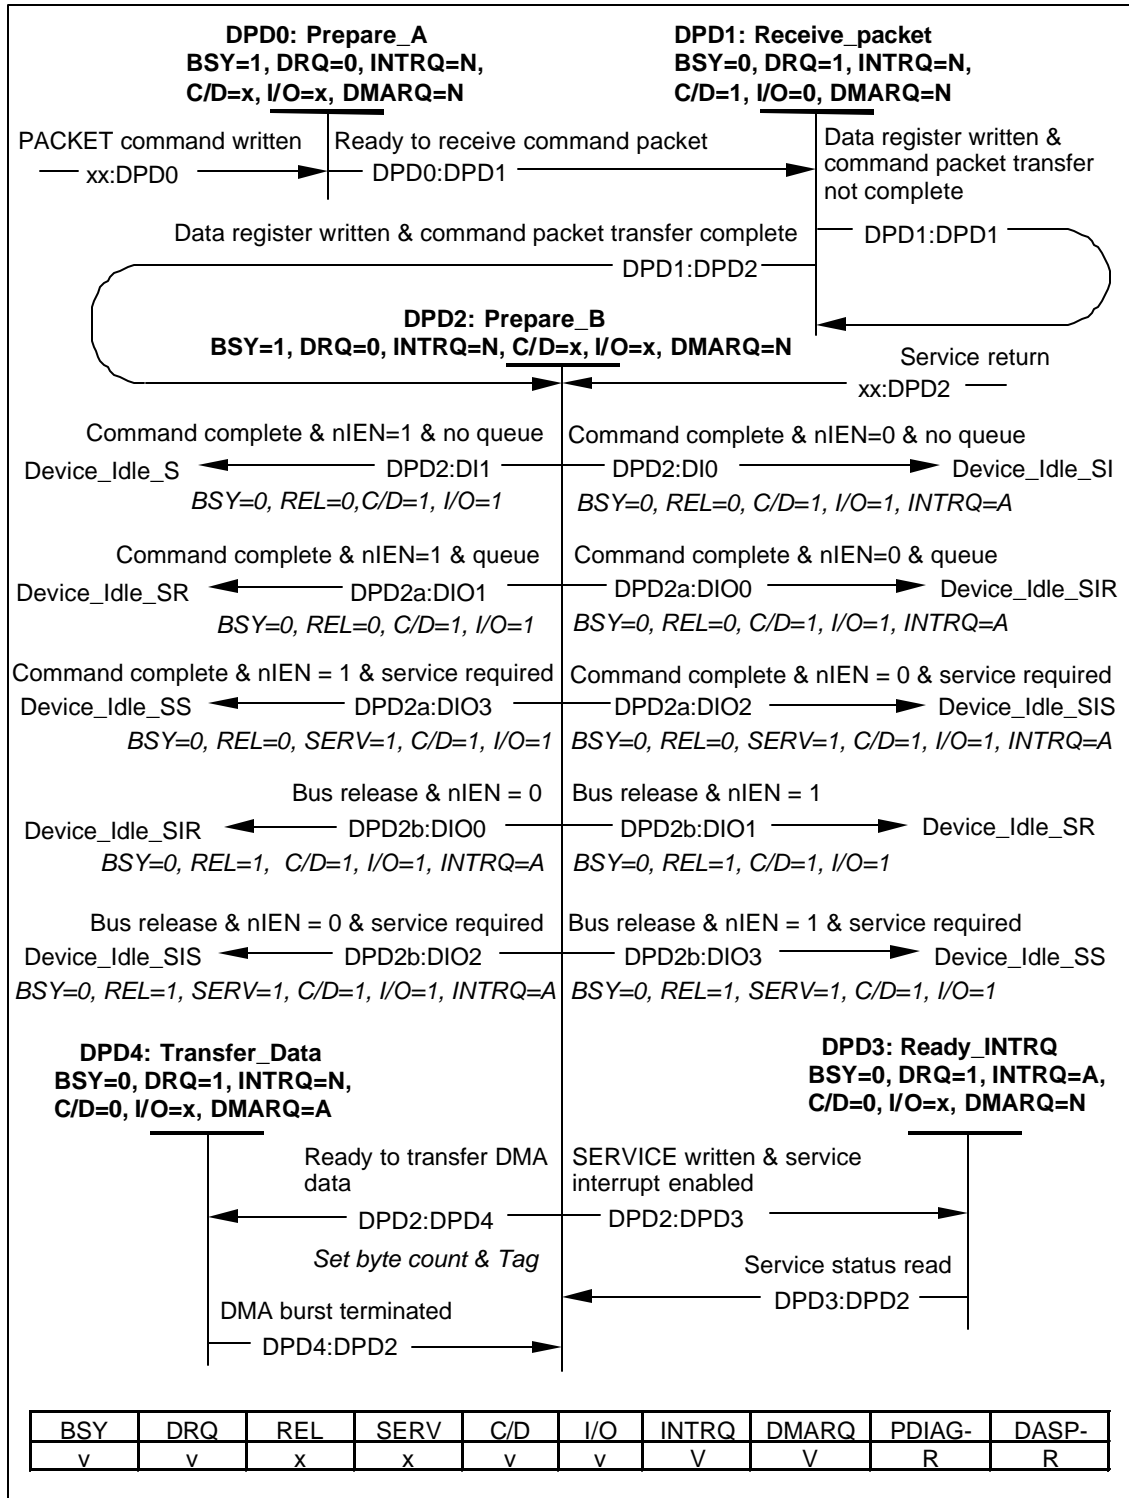 DPD0: Prepare_A
BSY=1, DRQ=0, INTRQ=N,
C/D=x, I/O=x, DMARQ=N
DPD1: Receive_packet
BSY=0, DRQ=1, INTRQ=N,
C/D=1, I/O=0, DMARQ=N
PACKET command written
xx:DPD0
Ready to receive command packet
DPD0:DPD1
Data register written &
command packet transfer
not complete
DPD1:DPD1
Data register written & command packet transfer complete
DPD1:DPD2
DPD2: Prepare_B
BSY=1, DRQ=0, INTRQ=N, C/D=x, I/O=x, DMARQ=N
Service return
xx:DPD2
Command complete & nIEN=1 & no queue
Device_Idle_S
DPD2:DI1
BSY=0, REL=0,C/D=1, I/O=1
Command complete & nIEN=0 & no queue
DPD2:DI0
Device_Idle_SI
BSY=0, REL=0, C/D=1, I/O=1, INTRQ=A
Command complete & nIEN=1 & queue
Device_Idle_SR
DPD2a:DIO1
BSY=0, REL=0, C/D=1, I/O=1
Command complete & nIEN=0 & queue
DPD2a:DIO0
Device_Idle_SIR
BSY=0, REL=0, C/D=1, I/O=1, INTRQ=A
Command complete & nIEN = 1 & service required
Device_Idle_SS
DPD2a:DIO3
BSY=0, REL=0, SERV=1, C/D=1, I/O=1
Command complete & nIEN = 0 & service required
DPD2a:DIO2
Device_Idle_SIS
BSY=0, REL=0, SERV=1, C/D=1, I/O=1, INTRQ=A
Bus release & nIEN = 0
Device_Idle_SIR
DPD2b:DIO0
BSY=0, REL=1, C/D=1, I/O=1, INTRQ=A
Bus release & nIEN = 1
DPD2b:DIO1
Device_Idle_SR
BSY=0, REL=1, C/D=1, I/O=1
Bus release & nIEN = 0 & service required
Device_Idle_SIS
DPD2b:DIO2
BSY=0, REL=1, SERV=1, C/D=1, I/O=1, INTRQ=A
Bus release & nIEN = 1 & service required
DPD2b:DIO3
Device_Idle_SS
BSY=0, REL=1, SERV=1, C/D=1, I/O=1
DPD4: Transfer_Data
BSY=0, DRQ=1, INTRQ=N,
C/D=0, I/O=x, DMARQ=A
DPD3: Ready_INTRQ
BSY=0, DRQ=1, INTRQ=A,
C/D=0, I/O=x, DMARQ=N
Ready to transfer DMA
data
DPD2:DPD4
Set byte count & Tag
SERVICE written & service
interrupt enabled
DPD2:DPD3
Service status read
DPD3:DPD2
DMA burst terminated
DPD4:DPD2
BSY DRQ REL SERV C/D I/O INTRQ DMARQ PDIAG- DASP-
v v x x v v V V R R